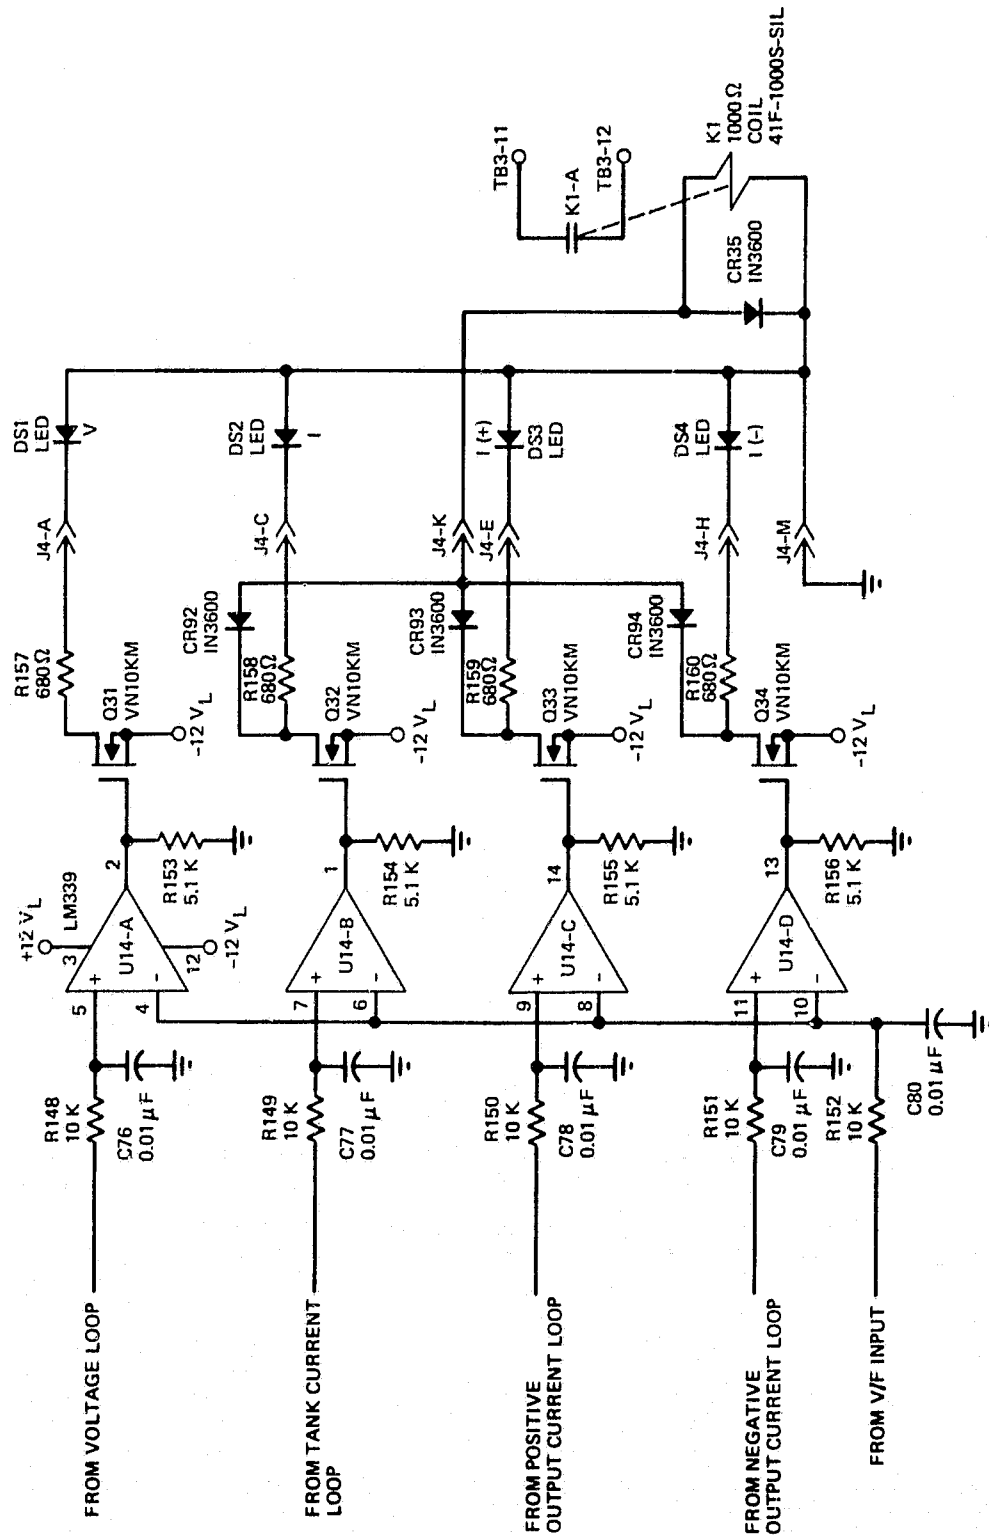 FROM VOLTAGE LOOP
R148
10 K
C76
0.01 µF
5
+
4
-
+12 V_L
3
LM339
U14-A
12
-12 V_L
2
R153
5.1 K
Q31
VN10KM
-12 V_L
R157
680Ω
J4-A
DS1
LED
V
FROM TANK CURRENT
LOOP
R149
10 K
C77
0.01 µF
7
+
6
-
U14-B
1
R154
5.1 K
Q32
VN10KM
-12 V_L
CR92
IN3600
R158
680Ω
J4-C
DS2
LED
I
FROM POSITIVE
OUTPUT CURRENT LOOP
R150
10 K
C78
0.01 µF
9
+
8
-
U14-C
14
R155
5.1 K
Q33
VN10KM
-12 V_L
CR93
IN3600
R159
680Ω
J4-K
J4-E
I (+)
DS3
LED
FROM NEGATIVE
OUTPUT CURRENT LOOP
R151
10 K
C79
0.01 µF
11
+
10
-
U14-D
13
R156
5.1 K
Q34
VN10KM
-12 V_L
CR94
IN3600
R160
680Ω
J4-H
DS4
LED
I (-)
FROM V/F INPUT
R152
10 K
C80
0.01 µF
J4-M
CR35
IN3600
TB3-11
K1-A
TB3-12
K1
1000 Ω
COIL
41F-1000S-SIL